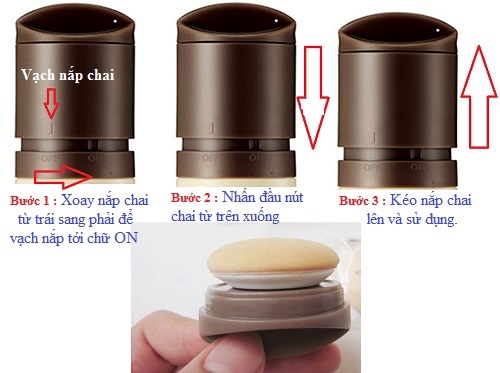 Vạch nắp chai
OFF ON
OFF ON
OFF ON
Bước 1 : Xoay nắp chai
từ trái sang phải để
vạch nắp tới chữ ON
Bước 2 : Nhấn đầu nút
chai từ trên xuống
Bước 3 : Kéo nắp chai
lên và sử dụng.